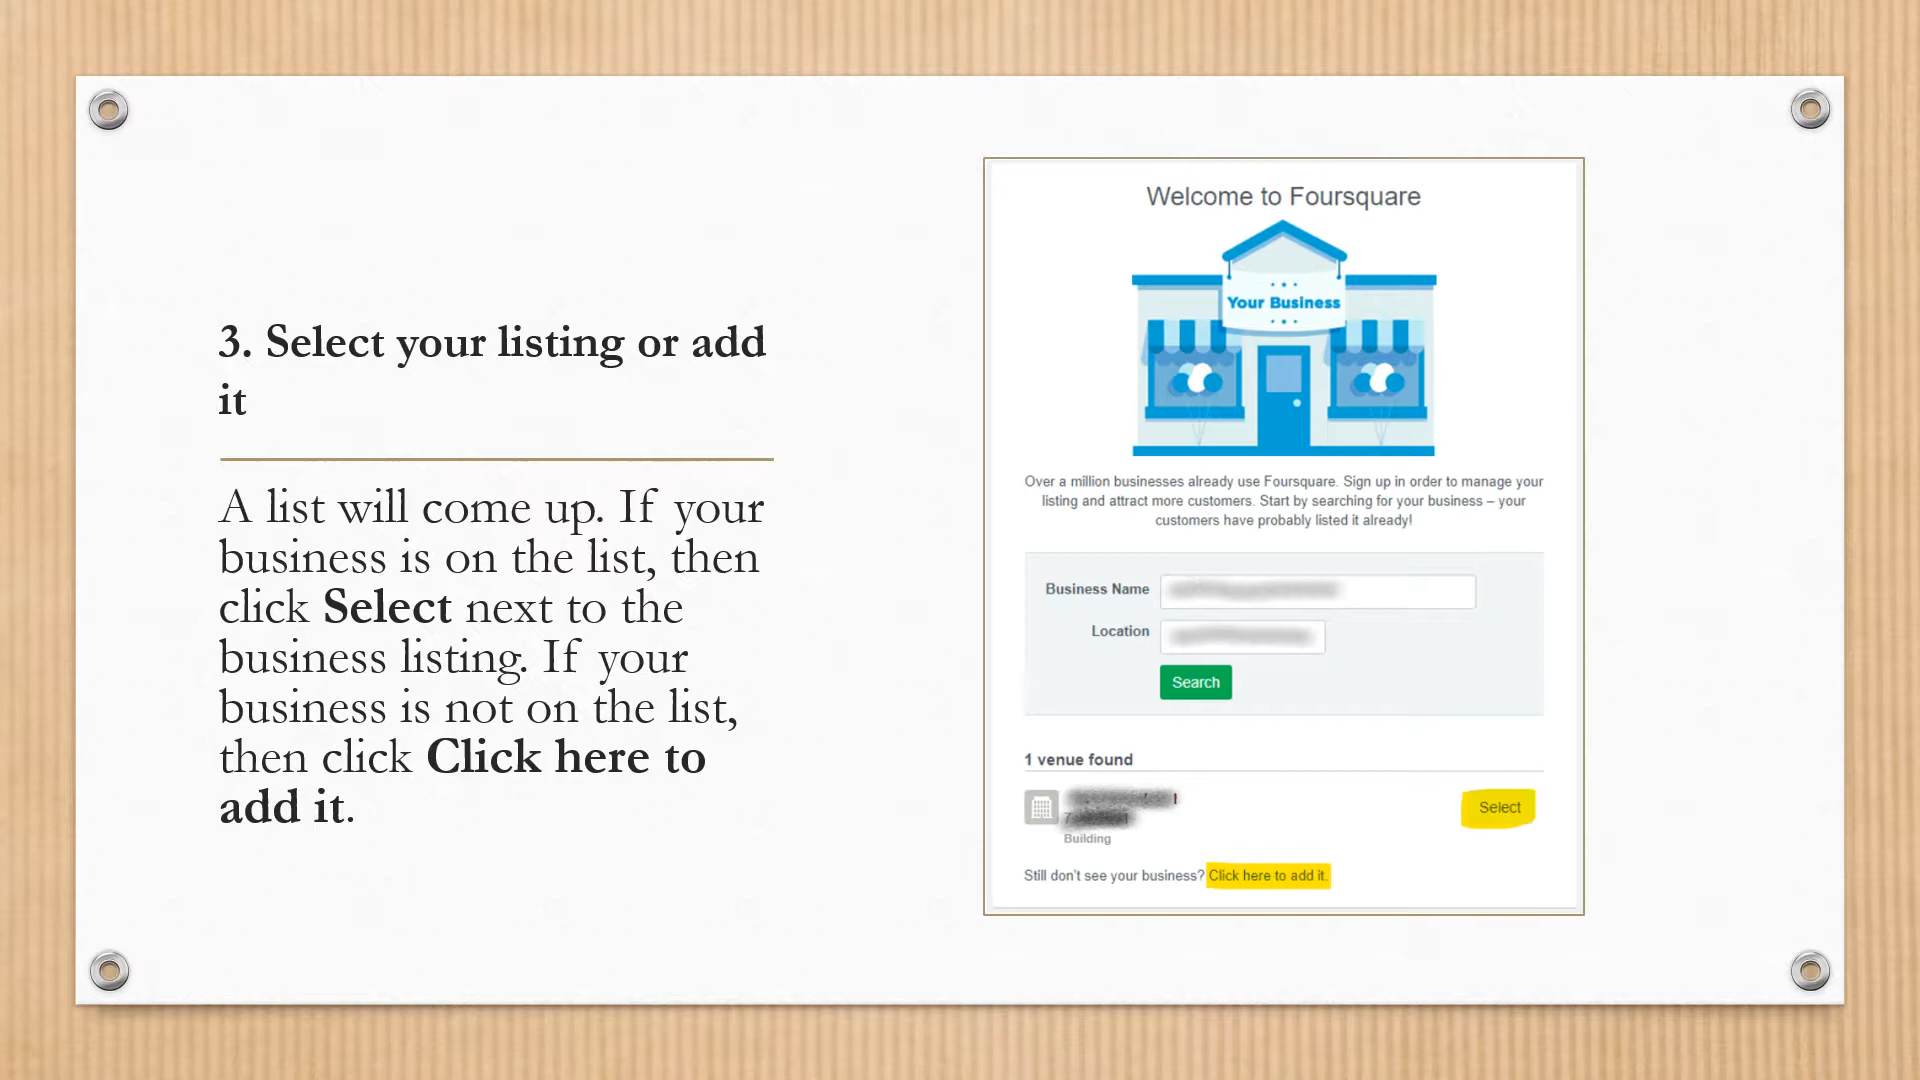 3. Select your listing or add
it
A list will come up. If your
business is on the list, then
click Select next to the
business listing. If your
business is not on the list,
then click Click here to
add it.
Welcome to Foursquare
Your Business
Over a million businesses already use Foursquare. Sign up in order to manage your
listing and attract more customers. Start by searching for your business – your
customers have probably listed it already!
Business Name
Location
Search
1 venue found
Select
Building
Still don't see your business? Click here to add it.